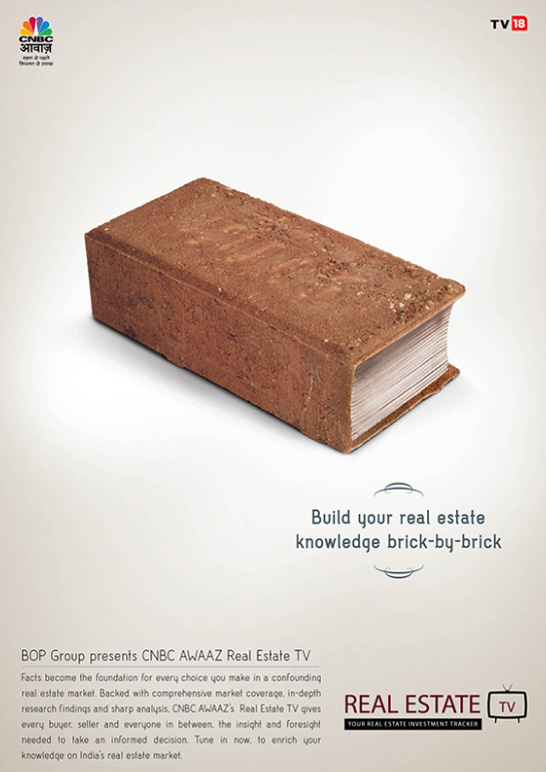 CNBC
आवाज़
TV18
Build your real estate
knowledge brick-by-brick
BOP Group presents CNBC AWAAZ Real Estate TV
Facts become the foundation for every choice you make in a confounding
real estate market. Backed with comprehensive market coverage, in-depth
research findings and sharp analysis, CNBC AWAAZ's Real Estate TV gives
every buyer, seller and everyone in between, the insight and foresight
needed to take an informed decision. Tune in now, to enrich your
knowledge on India's real estate market.
REAL ESTATE TV
YOUR REAL ESTATE INVESTMENT TRACKER